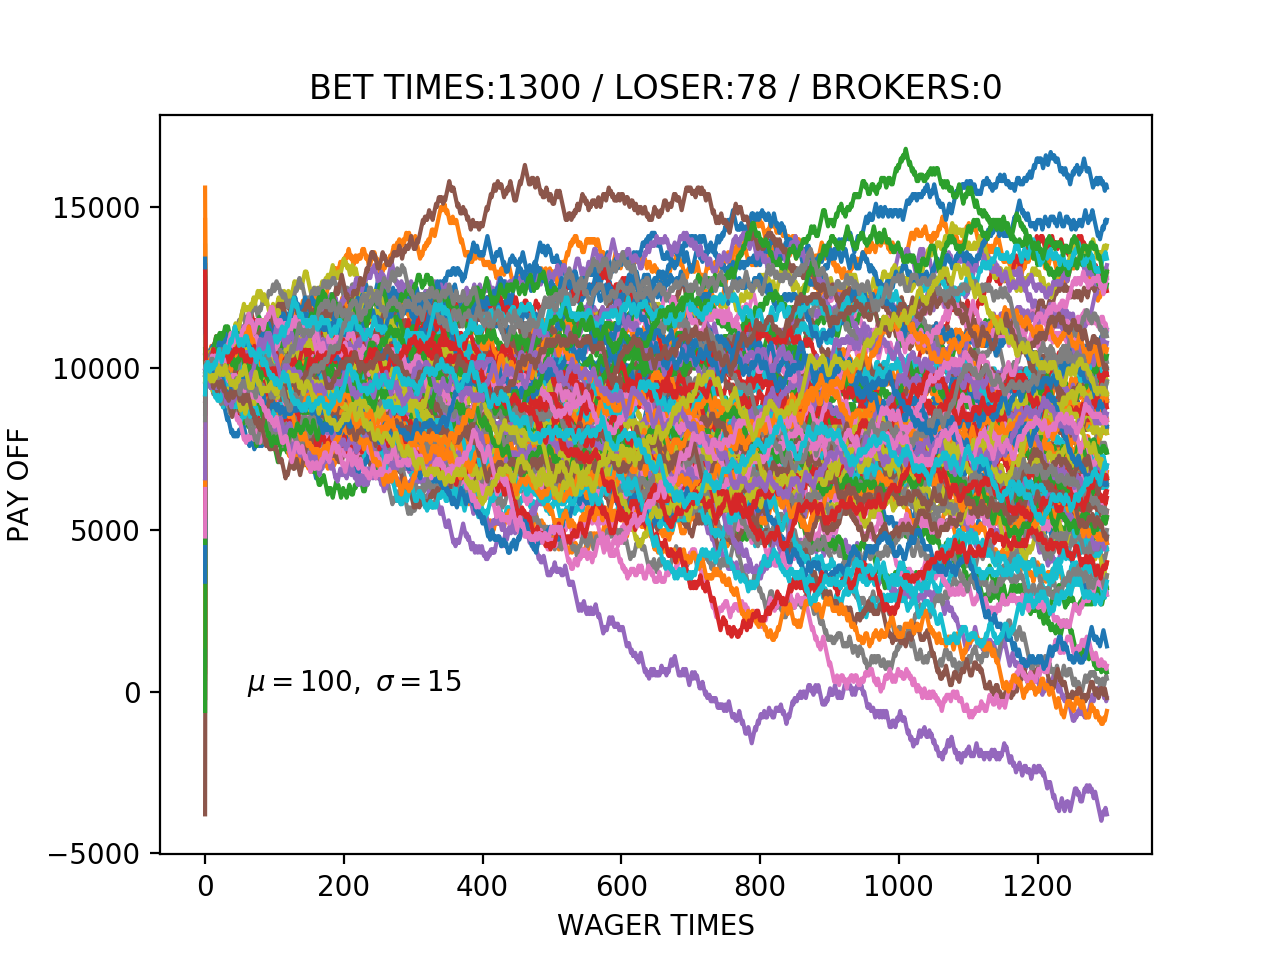 BET TIMES:1300 / LOSER:78 / BROKERS:0
15000
10000
5000
0
−5000
PAY OFF
μ = 100, σ = 15
0 200 400 600 800 1000 1200
WAGER TIMES